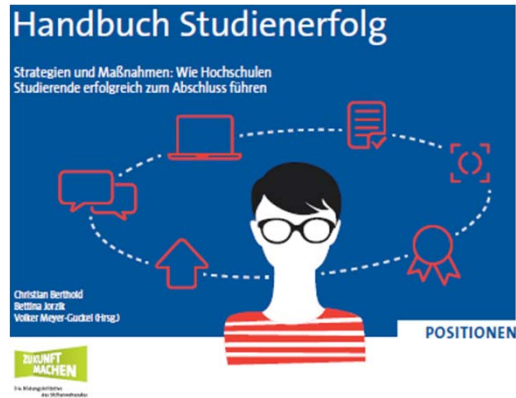 Handbuch Studienerfolg
Strategien und Maßnahmen: Wie Hochschulen
Studierende erfolgreich zum Abschluss führen
Christian Berthold
Bettina Jorzik
Volker Meyer-Guckel (Hrsg.)
POSITIONEN
ZUKUNFT
MACHEN
Die Bildungsinitiative
des Stifterverbandes